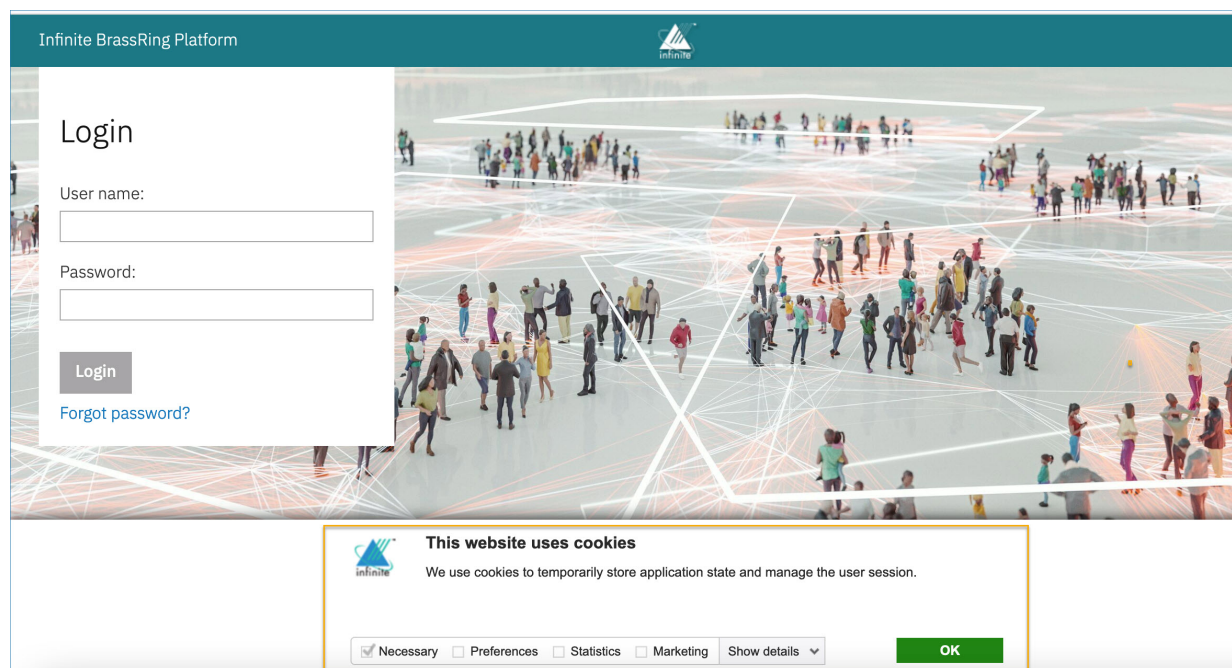 Infinite BrassRing Platform
infinite
Login
User name:
Password:
Login
Forgot password?
infinite
This website uses cookies
We use cookies to temporarily store application state and manage the user session.
Necessary Preferences Statistics Marketing Show details
OK